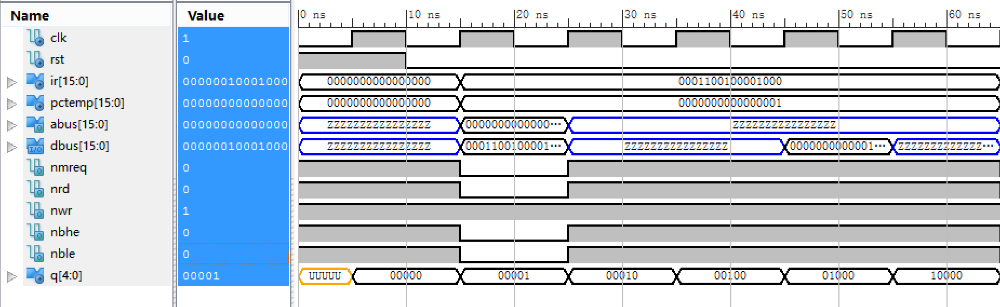 Name Value 0 ns 10 ns 20 ns 30 ns 40 ns 50 ns 60 ns
clk 1
rst 0
ir[15:0] 00000010001000 0000000000000000 0001100100001000
pctemp[15:0] 00000000000000 0000000000000000 0000000000000001
abus[15:0] 00000000000000 ZZZZZZZZZZZZZZZZ 0000000000000... ZZZZZZZZZZZZZZZZ
dbus[15:0] 00000010001000 ZZZZZZZZZZZZZZZZ 0001100100001... ZZZZZZZZZZZZZZZZ 0000000000001... ZZZZZZZZZZZZZ...
nmreq 0
nrd 0
nwr 1
nbhe 0
nble 0
q[4:0] 00001 UUUUU 00000 00001 00010 00100 01000 10000